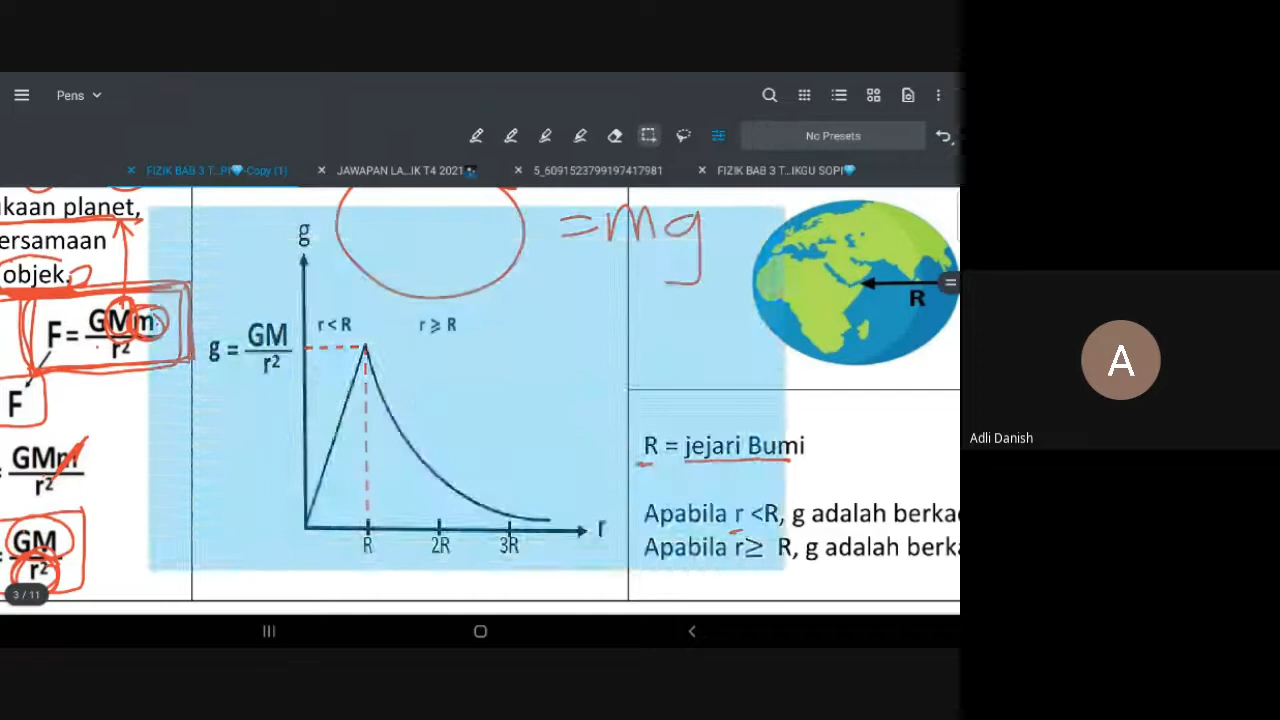 Pens
No Presets
FIZIK BAB 3 T..P💎-Copy (1)
JAWAPAN LA...IK T4 2021
5_6091523799197417981
FIZIK BAB 3 T...IKGU SOPI💎
kaan planet,
ersamaan
objek.
F = GMm
r²
F
GMm
r²
GM
r²
3 / 11
= mg
g
r < R
r ⩾ R
g = GM
r²
r
R
2R
3R
R
R = jejari Bumi
Apabila r <R, g adalah berka
Apabila r≥ R, g adalah berka
A
Adli Danish